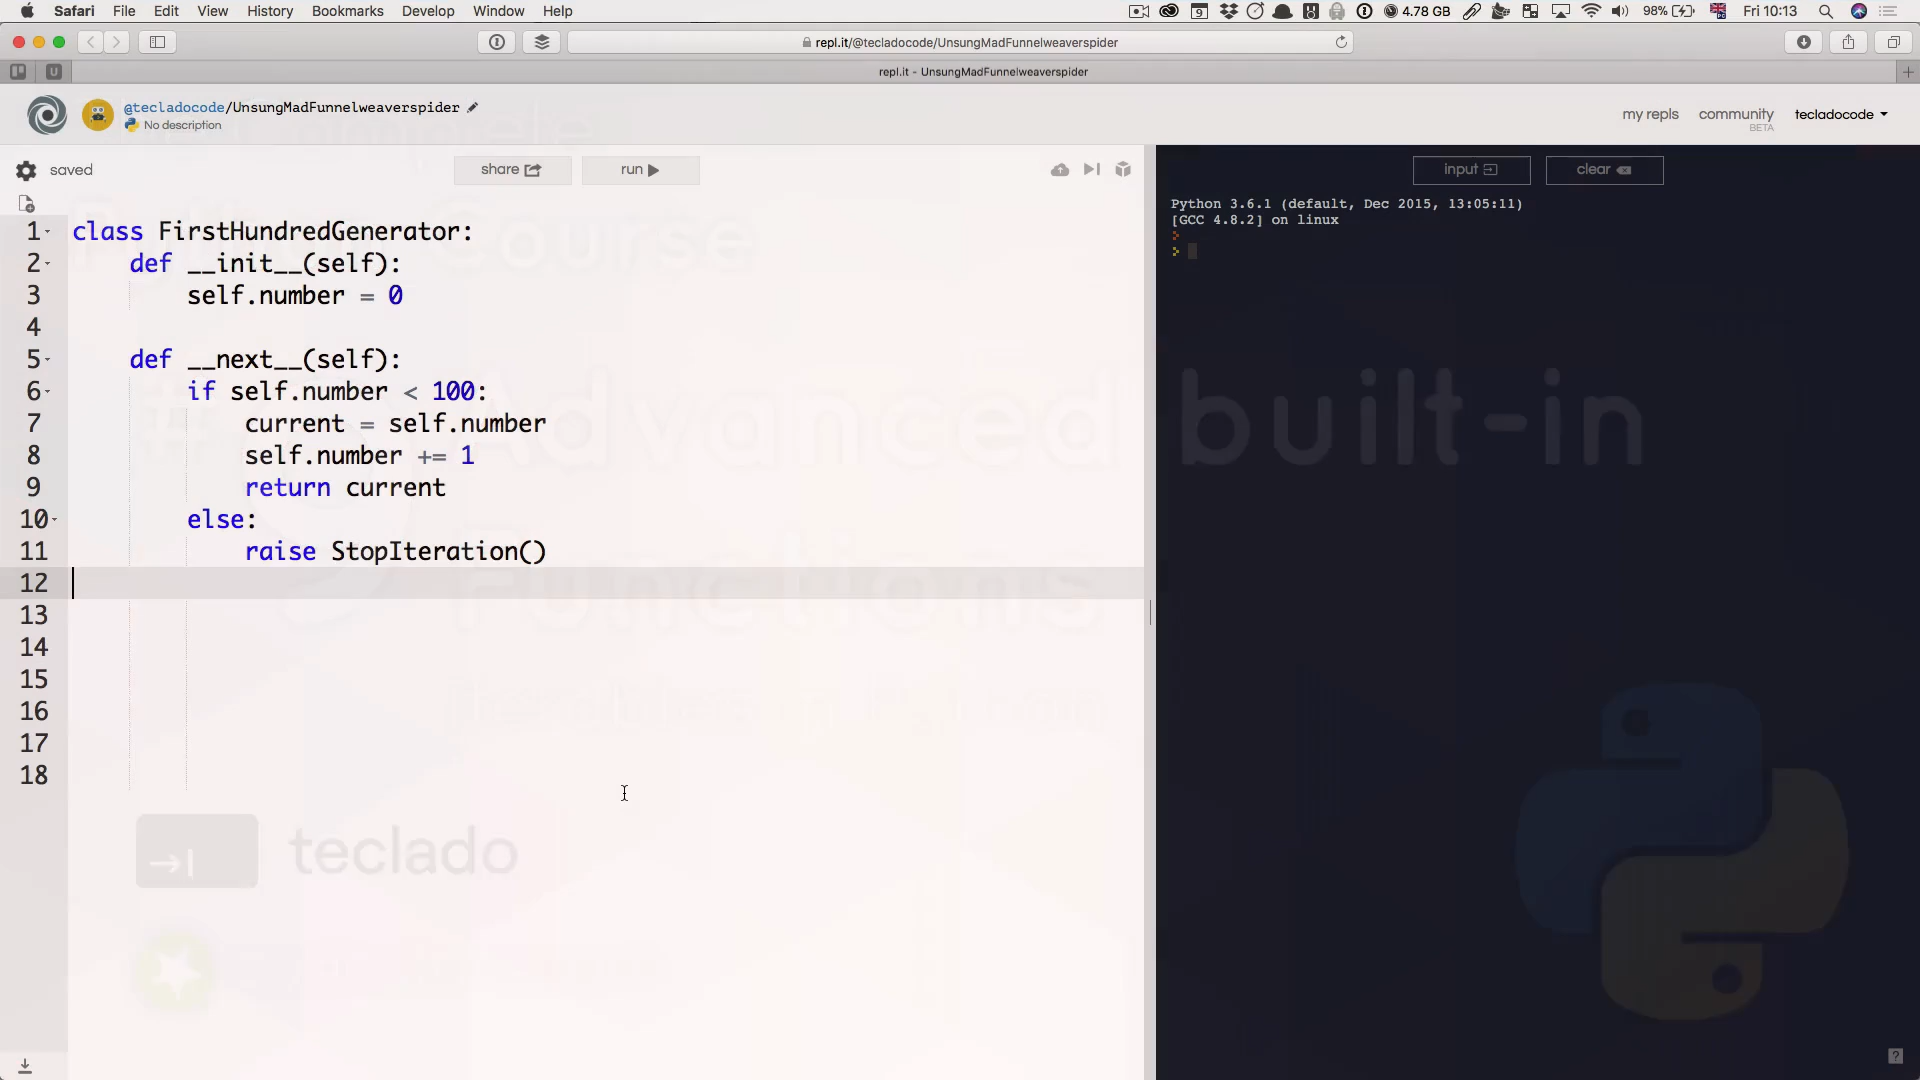 Safari File Edit View History Bookmarks Develop Window Help 4.78 GB 98% Fri 10:13
repl.it/@tecladocode/UnsungMadFunnelweaverspider
U repl.it - UnsungMadFunnelweaverspider
@tecladocode/UnsungMadFunnelweaverspider
No description
my repls community BETA tecladocode
saved share run input clear
Python 3.6.1 (default, Dec 2015, 13:05:11)
[GCC 4.8.2] on linux
Course
1 class FirstHundredGenerator:
2 def __init__(self):
3 self.number = 0
4
5 def __next__(self):
6 if self.number < 100:
7 current = self.number
8 self.number += 1
9 return current
10 else:
11 raise StopIteration()
12
13
14
15
16
17
18
# Advanced built-in
Functions
teclado